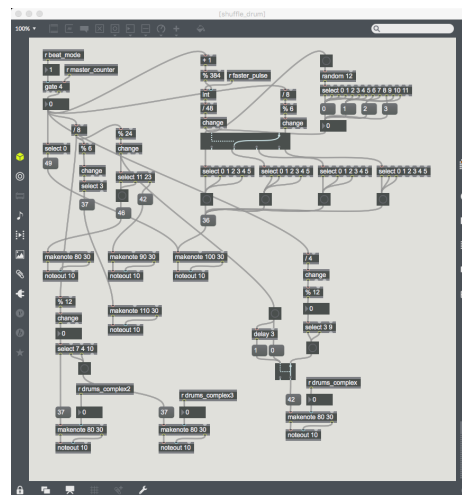 [shuffle_drum]
100%
r beat_mode
1
r master_counter
gate 4
0
+ 1
% 384
r faster_pulse
int
/ 48
change
/ 8
% 6
change
random 12
select 0 1 2 3 4 5 6 7 8 9 10 11
0
1
2
3
0
select 0
49
/ 8
% 6
change
select 3
37
% 24
change
select 11 23
42
46
select 0 1 2 3 4 5
select 0 1 2 3 4 5
select 0 1 2 3 4 5
select 0 1 2 3 4 5
36
makenote 80 30
noteout 10
makenote 90 30
noteout 10
makenote 100 30
noteout 10
makenote 110 30
noteout 10
% 12
change
0
select 7 4 10
/ 4
change
% 12
0
select 3 9
delay 3
1
0
r drums_complex2
37
0
makenote 80 30
noteout 10
r drums_complex3
37
0
makenote 80 30
noteout 10
r drums_complex
42
0
makenote 80 30
noteout 10